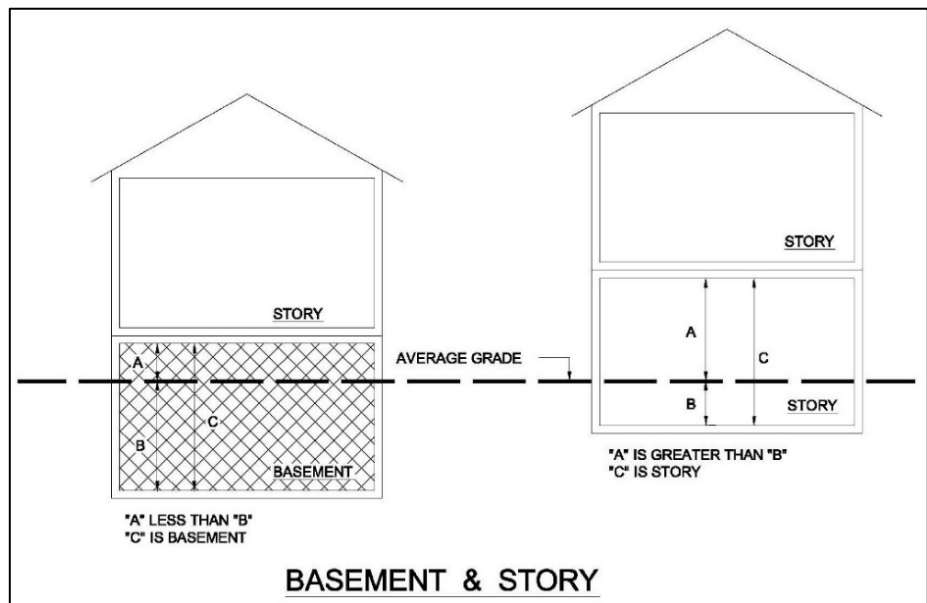 STORY
STORY
AVERAGE GRADE
A
B
C
BASEMENT
A
B
C
STORY
"A" LESS THAN "B"
"C" IS BASEMENT
"A" IS GREATER THAN "B"
"C" IS STORY
BASEMENT & STORY